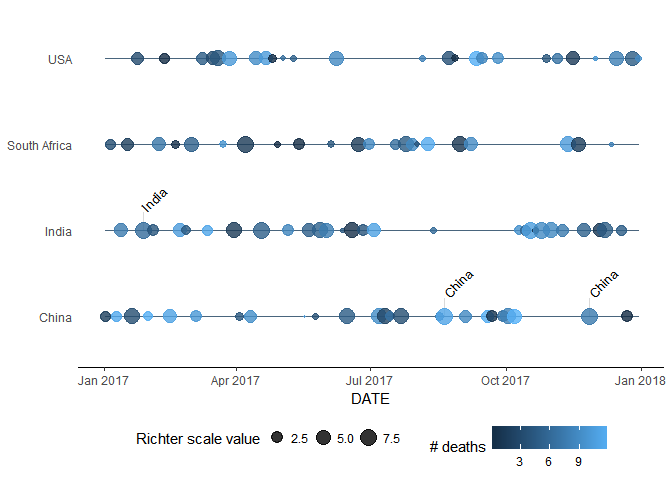 USA
South Africa
India
India
China
China
China
Jan 2017 Apr 2017 Jul 2017 Oct 2017 Jan 2018
DATE
Richter scale value 2.5 5.0 7.5
# deaths
3 6 9